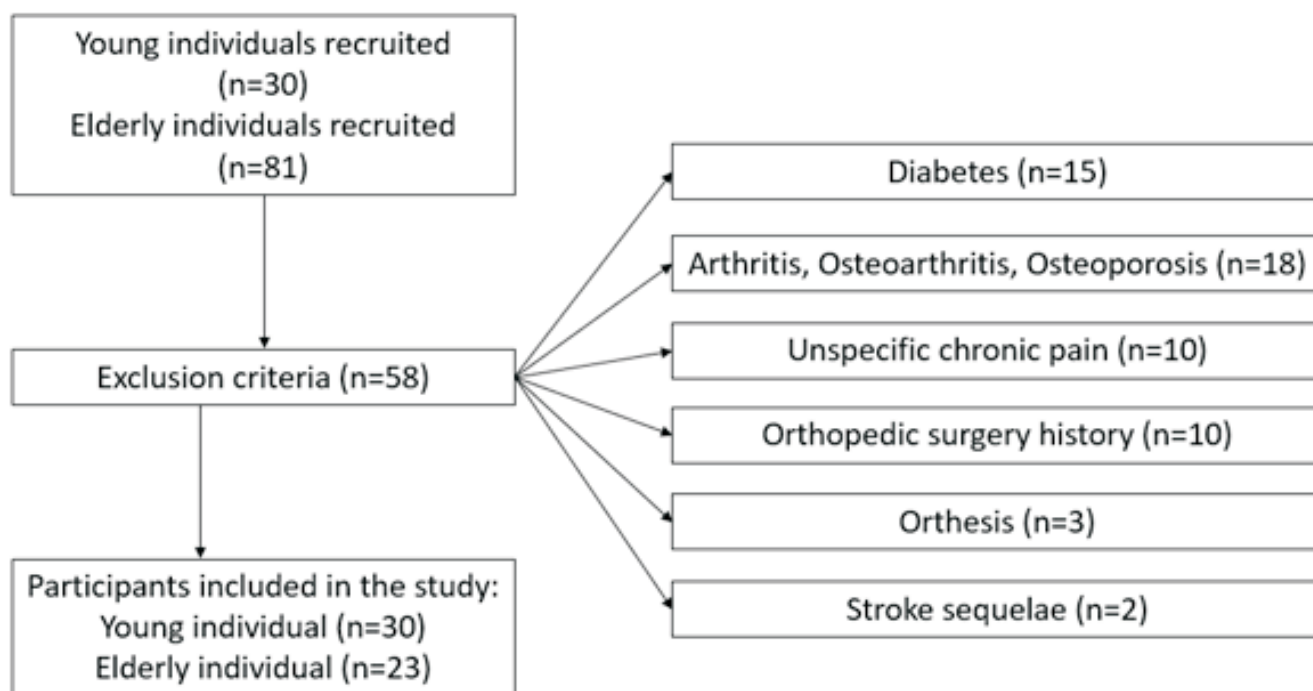 Young individuals recruited
(n=30)
Elderly individuals recruited
(n=81)
Exclusion criteria (n=58)
Participants included in the study:
Young individual (n=30)
Elderly individual (n=23)
Diabetes (n=15)
Arthritis, Osteoarthritis, Osteoporosis (n=18)
Unspecific chronic pain (n=10)
Orthopedic surgery history (n=10)
Orthesis (n=3)
Stroke sequelae (n=2)